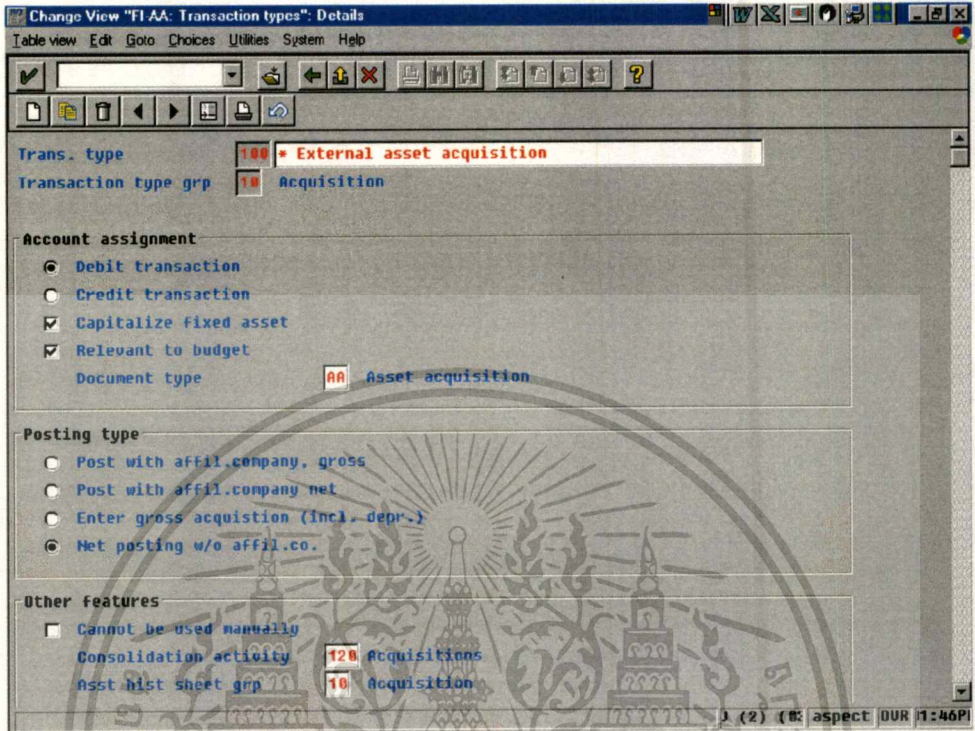 Change View "FI-AA: Transaction types": Details
Table view Edit Goto Choices Utilities System Help
Trans. type 100 * External asset acquisition
Transaction type grp 10 Acquisition
Account assignment
Debit transaction
Credit transaction
Capitalize fixed asset
Relevant to budget
Document type AA Asset acquisition
Posting type
Post with affil.company, gross
Post with affil.company net
Enter gross acquistion (incl. depr.)
Net posting w/o affil.co.
Other features
Cannot be used manually
Consolidation activity 120 Acquisitions
Asst hist sheet grp 10 Acquisition
aspect OVR 1:46P